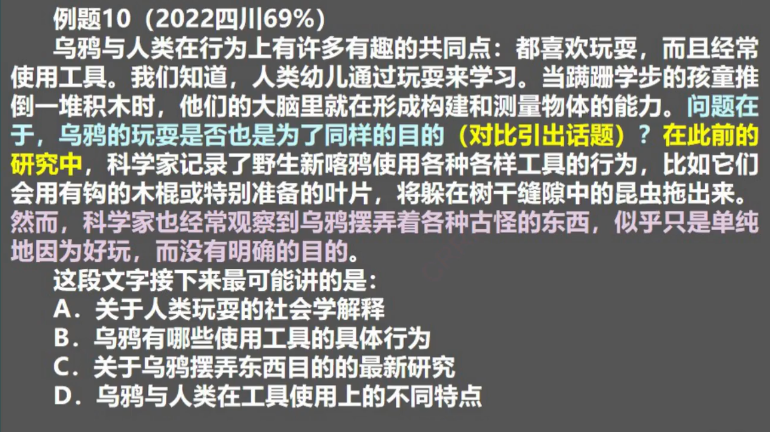 例题10（2022四川69%）
乌鸦与人类在行为上有许多有趣的共同点：都喜欢玩耍，而且经常
使用工具。我们知道，人类幼儿通过玩耍来学习。当蹒跚学步的孩童推
倒一堆积木时，他们的大脑里就在形成构建和测量物体的能力。问题在
于，乌鸦的玩耍是否也是为了同样的目的（对比引出话题）？在此前的
研究中，科学家记录了野生新喀鸦使用各种各样工具的行为，比如它们
会用有钩的木棍或特别准备的叶片，将躲在树干缝隙中的昆虫拖出来。
然而，科学家也经常观察到乌鸦摆弄着各种古怪的东西，似乎只是单纯
地因为好玩，而没有明确的目的。
这段文字接下来最可能讲的是：
A．关于人类玩耍的社会学解释
B．乌鸦有哪些使用工具的具体行为
C．关于乌鸦摆弄东西目的的最新研究
D．乌鸦与人类在工具使用上的不同特点